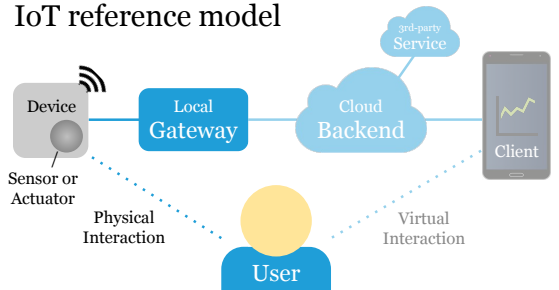 IoT reference model
3rd-party
Service
Device
Local
Gateway
Cloud
Backend
Client
Sensor or
Actuator
Physical
Interaction
Virtual
Interaction
User